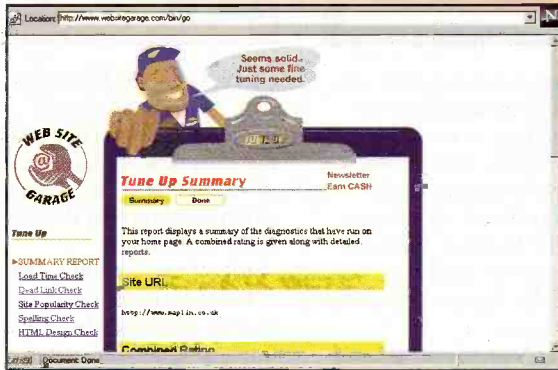 Location: http://www.websitegarage.com/bin/go
Seems solid..
Just some fine
tuning needed.
WEB SITE
@
GARAGE
Tune Up Summary
Newsletter
Earn CASH
Summary
Done
Tune Up
This report displays a summary of the diagnostics that have run on
your home page. A combined rating is given along with detailed
reports.
SUMMARY REPORT
Load Time Check
Dead Link Check
Site Popularity Check
Spelling Check
HTML Design Check
Site URL
http://www.maplin.co.uk
Combined Rating
Document: Done